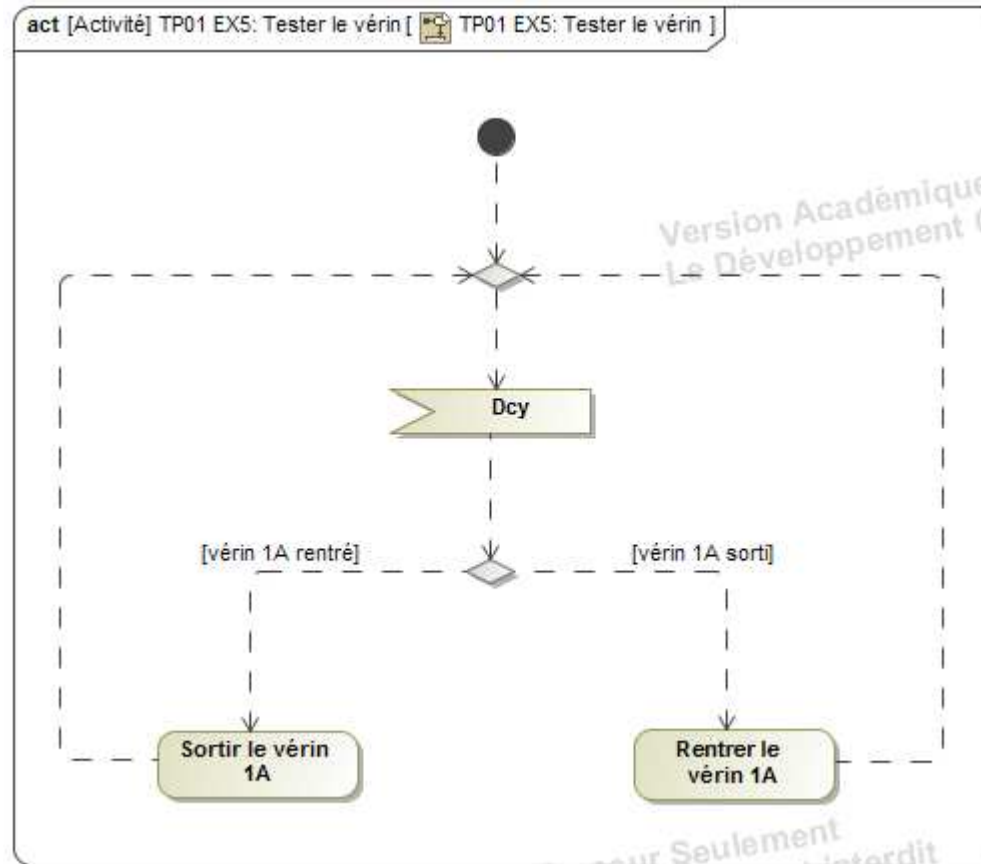 act [Activité] TP01 EX5: Tester le vérin [ TP01 EX5: Tester le vérin ]
Version Académique
Le Développement
Dcy
[vérin 1A rentré]
[vérin 1A sorti]
Sortir le vérin
1A
Rentrer le
vérin 1A
Seulement